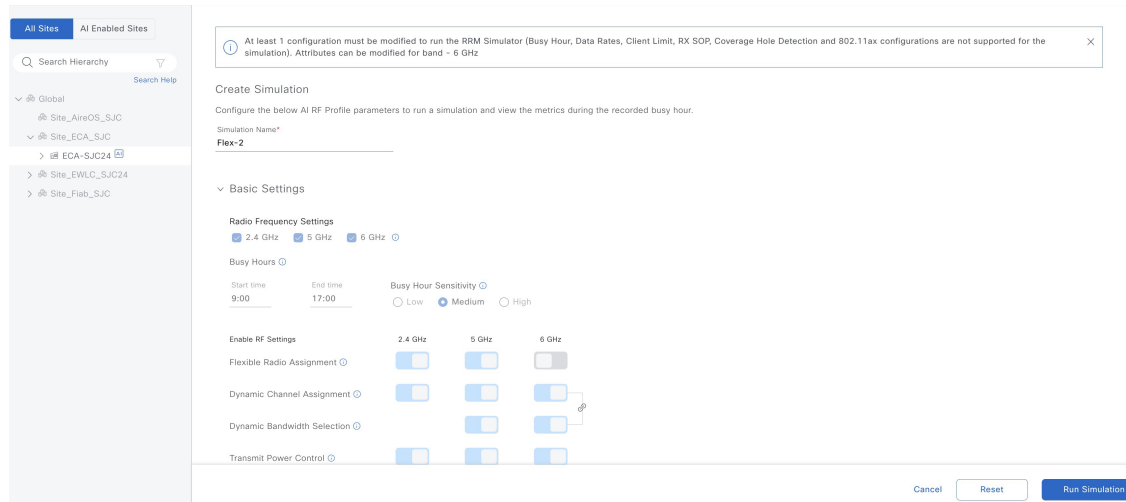 All Sites
AI Enabled Sites
Search Hierarchy
Search Help
Global
Site_AireOS_SJC
Site_ECA_SJC
ECA-SJC24 AI
Site_EWLC_SJC24
Site_Fiab_SJC
At least 1 configuration must be modified to run the RRM Simulator (Busy Hour, Data Rates, Client Limit, RX SOP, Coverage Hole Detection and 802.11ax configurations are not supported for the
simulation). Attributes can be modified for band - 6 GHz
Create Simulation
Configure the below AI RF Profile parameters to run a simulation and view the metrics during the recorded busy hour.
Simulation Name*
Flex-2
Basic Settings
Radio Frequency Settings
2.4 GHz 5 GHz 6 GHz
Busy Hours
Start time End time Busy Hour Sensitivity
9:00 17:00 Low Medium High
Enable RF Settings 2.4 GHz 5 GHz 6 GHz
Flexible Radio Assignment
Dynamic Channel Assignment
Dynamic Bandwidth Selection
Transmit Power Control
Cancel Reset Run Simulation